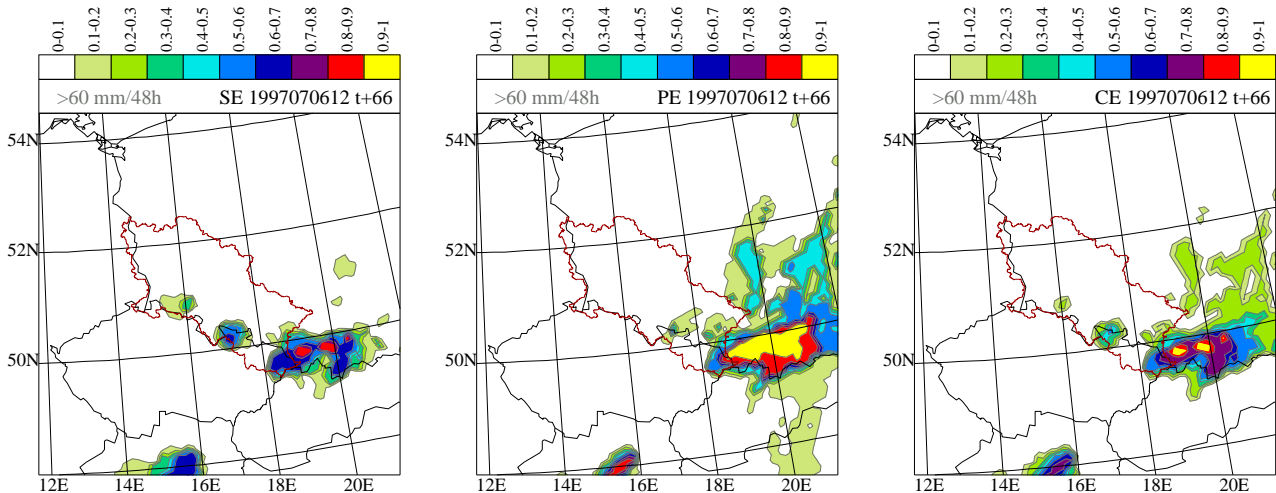 0-0.1 0.1-0.2 0.2-0.3 0.3-0.4 0.4-0.5 0.5-0.6 0.6-0.7 0.7-0.8 0.8-0.9 0.9-1
>60 mm/48h SE 1997070612 t+66
54N
52N
50N
12E 14E 16E 18E 20E
0-0.1 0.1-0.2 0.2-0.3 0.3-0.4 0.4-0.5 0.5-0.6 0.6-0.7 0.7-0.8 0.8-0.9 0.9-1
>60 mm/48h PE 1997070612 t+66
54N
52N
50N
12E 14E 16E 18E 20E
0-0.1 0.1-0.2 0.2-0.3 0.3-0.4 0.4-0.5 0.5-0.6 0.6-0.7 0.7-0.8 0.8-0.9 0.9-1
>60 mm/48h CE 1997070612 t+66
54N
52N
50N
12E 14E 16E 18E 20E